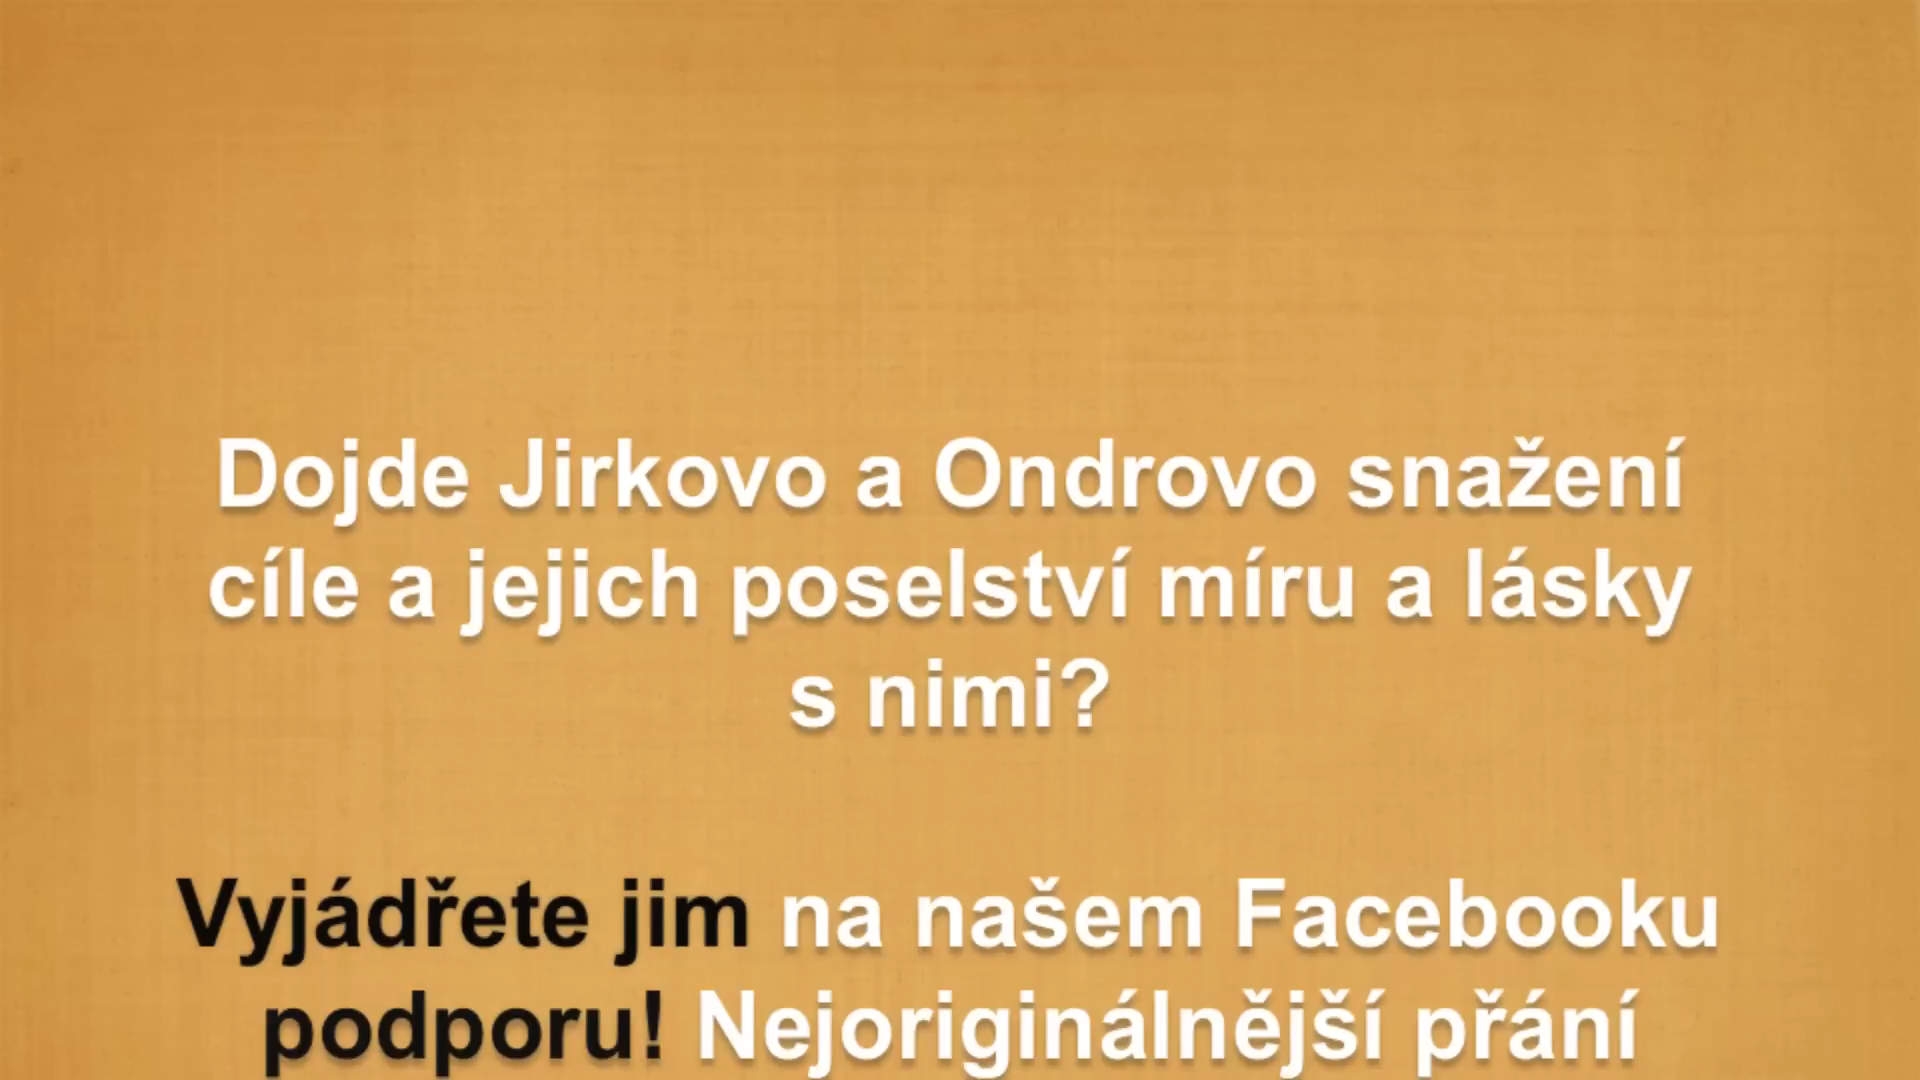 Dojde Jirkovo a Ondrovo snažení
cíle a jejich poselství míru a lásky
s nimi?
Vyjádřete jim na našem Facebooku
podporu! Nejoriginálnější přání